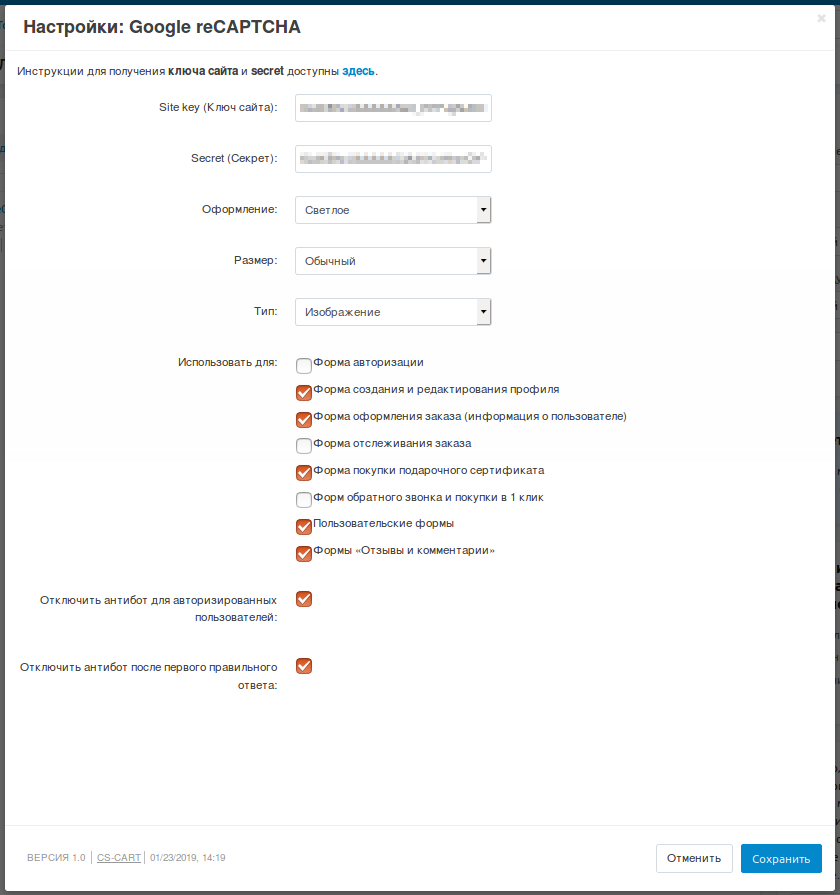 Настройки: Google reCAPTCHA
Инструкции для получения ключа сайта и secret доступны здесь.
Site key (Ключ сайта):
Secret (Секрет):
Оформление: Светлое
Размер: Обычный
Тип: Изображение
Использовать для: Форма авторизации
Форма создания и редактирования профиля
Форма оформления заказа (информация о пользователе)
Форма отслеживания заказа
Форма покупки подарочного сертификата
Форм обратного звонка и покупки в 1 клик
Пользовательские формы
Формы «Отзывы и комментарии»
Отключить антибот для авторизированных
пользователей:
Отключить антибот после первого правильного
ответа:
ВЕРСИЯ 1.0 CS-CART 01/23/2019, 14:19
Отменить Сохранить